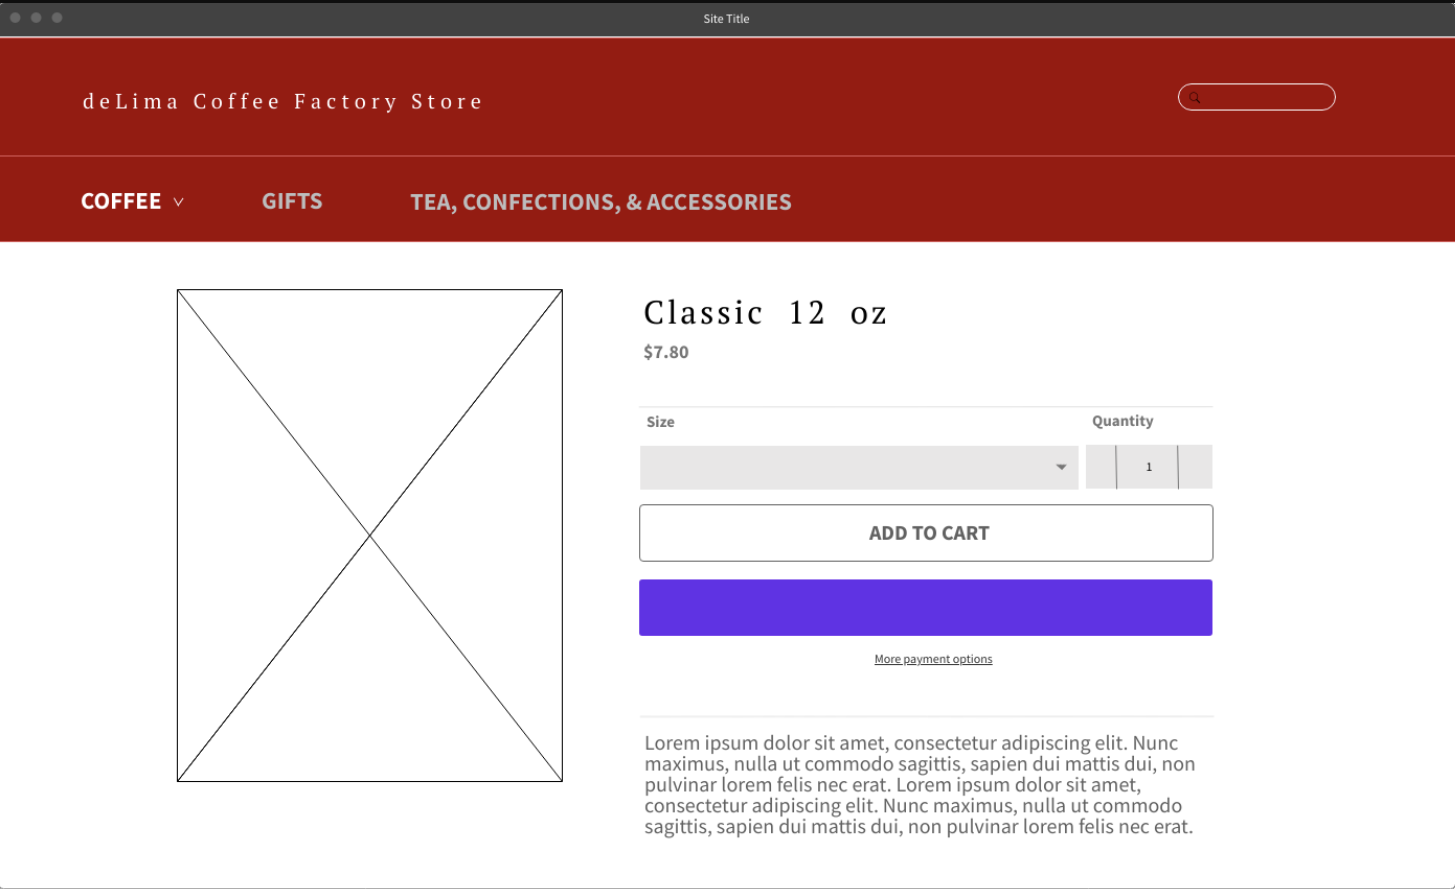 Site Title
deLima Coffee Factory Store
COFFEE
GIFTS
TEA, CONFECTIONS, & ACCESSORIES
Classic 12 oz
$7.80
Size
Quantity
1
ADD TO CART
More payment options
Lorem ipsum dolor sit amet, consectetur adipiscing elit. Nunc
maximus, nulla ut commodo sagittis, sapien dui mattis dui, non
pulvinar lorem felis nec erat. Lorem ipsum dolor sit amet,
consectetur adipiscing elit. Nunc maximus, nulla ut commodo
sagittis, sapien dui mattis dui, non pulvinar lorem felis nec erat.